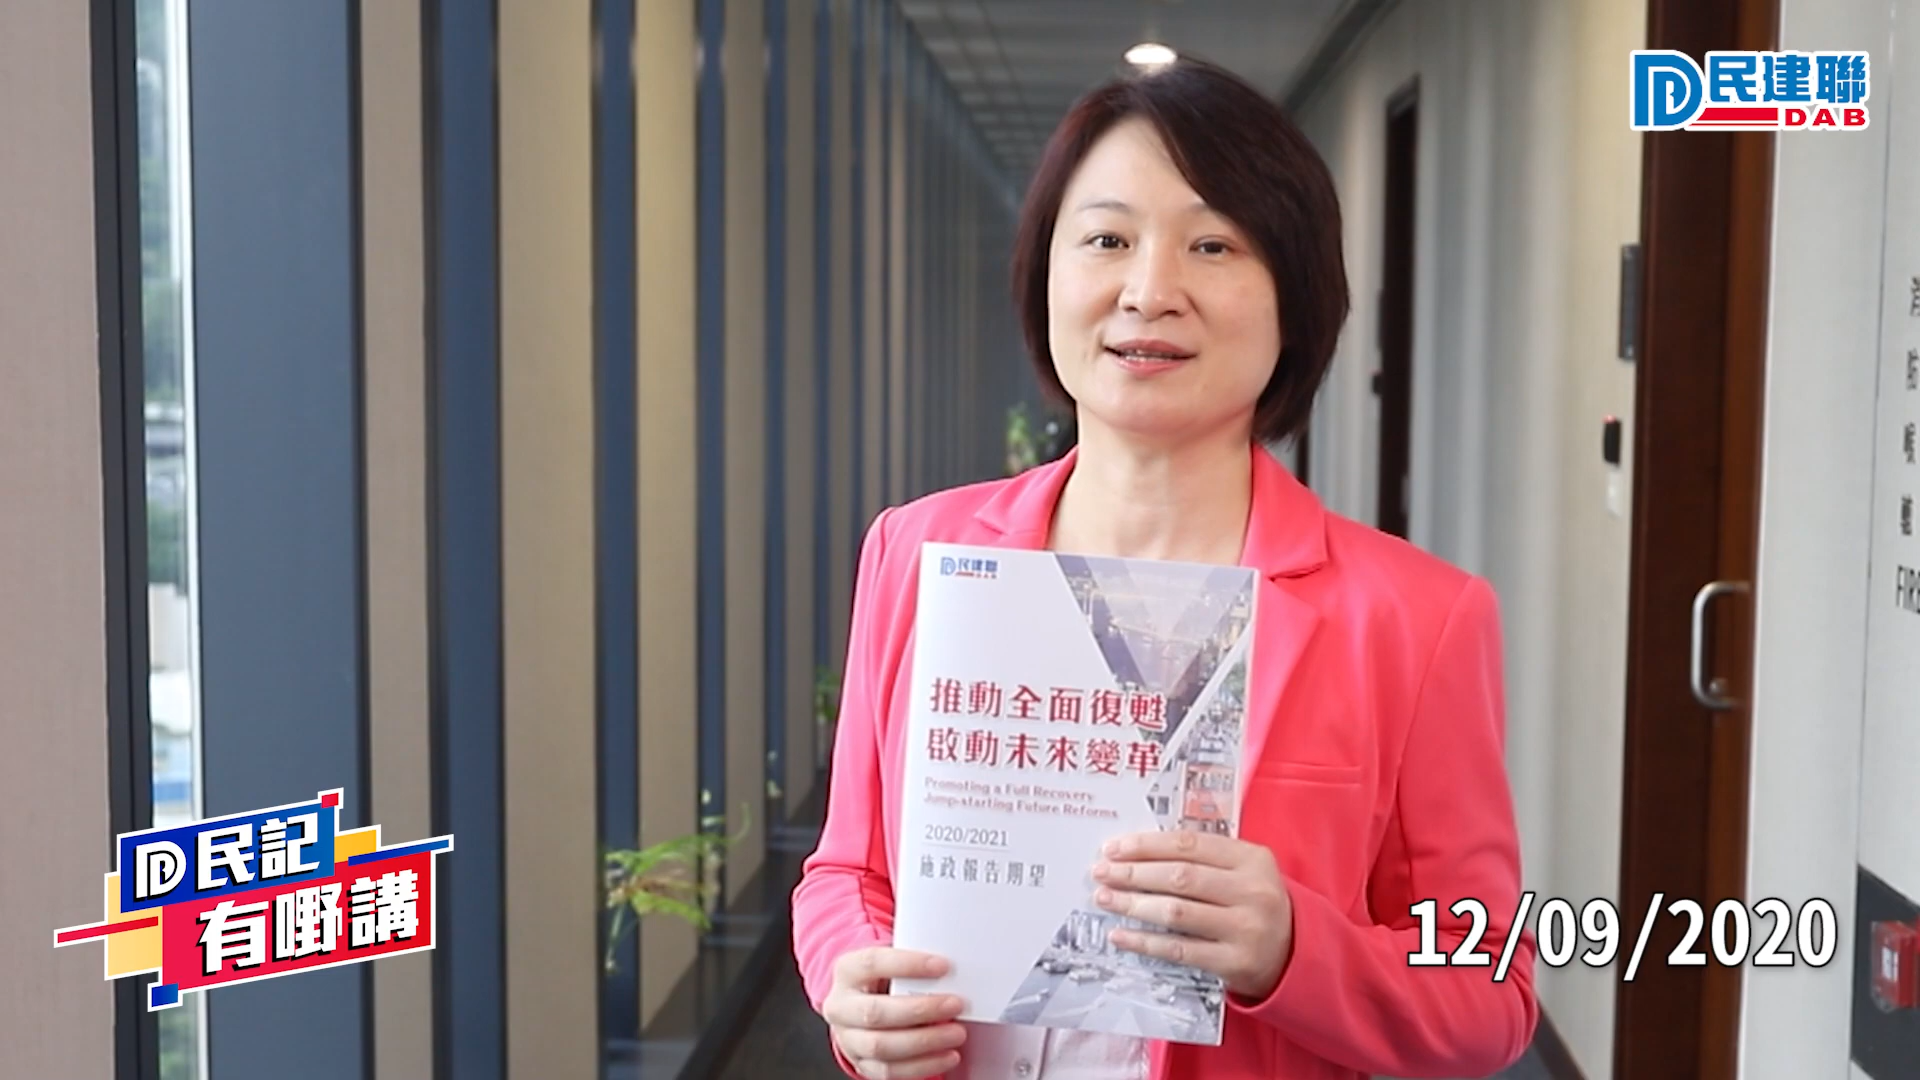 民建聯
DAB
民建聯
DAB
推動全面復甦
啟動未來變革
Promoting a Full Recovery
Jump-starting Future Reforms
2020/2021
施政報告期望
民記
有嘢講
12/09/2020